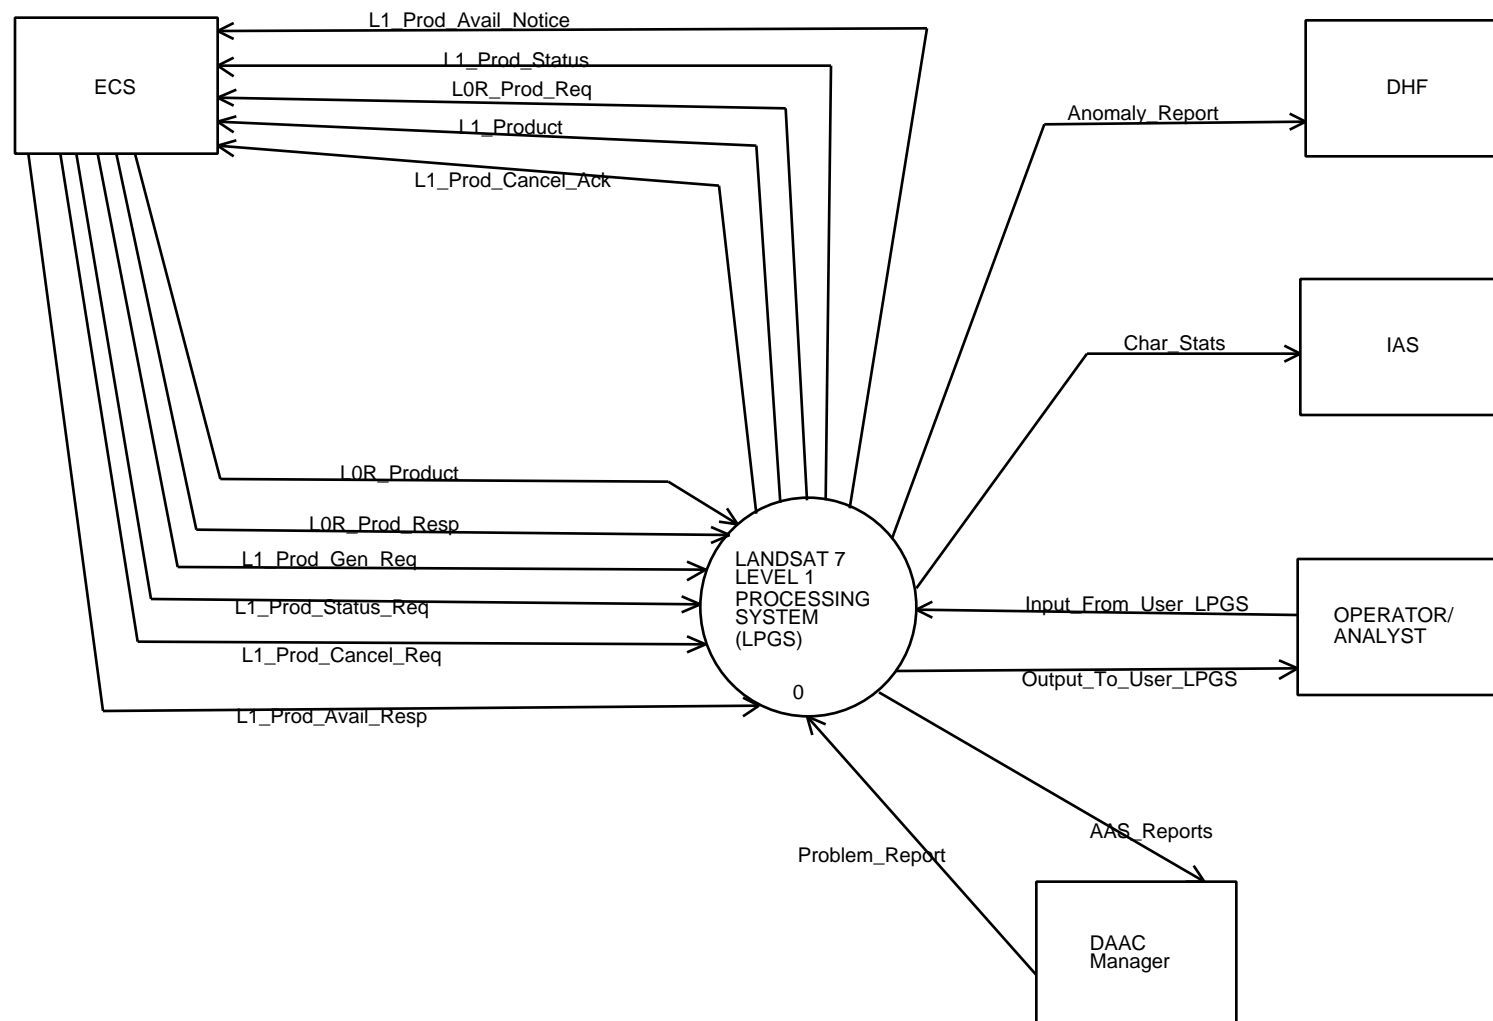 L1_Prod_Avail_Notice
L1_Prod_Status
L0R_Prod_Req
L1_Product
L1_Prod_Cancel_Ack
ECS
DHF
Anomaly_Report
Char_Stats
IAS
L0R_Product
L0R_Prod_Resp
L1_Prod_Gen_Req
L1_Prod_Status_Req
L1_Prod_Cancel_Req
L1_Prod_Avail_Resp
LANDSAT 7
LEVEL 1
PROCESSING
SYSTEM
(LPGS)
0
Input_From_User_LPGS
Output_To_User_LPGS
OPERATOR/
ANALYST
AAS_Reports
Problem_Report
DAAC
Manager